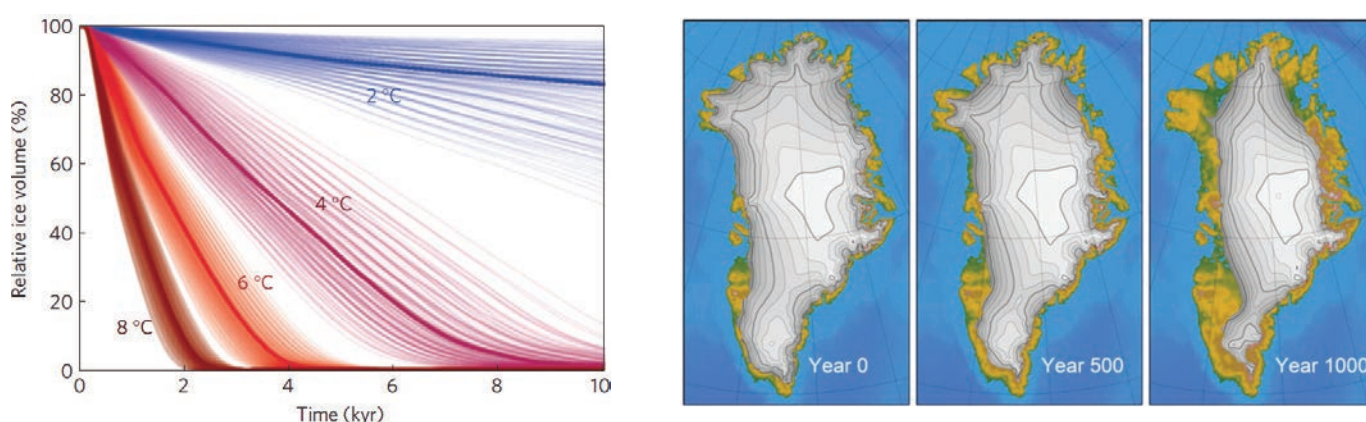 100
80
60
40
20
0
Relative ice volume (%)
2 °C
4 °C
6 °C
8 °C
0 2 4 6 8 10
Time (kyr)
Year 0
Year 500
Year 1000